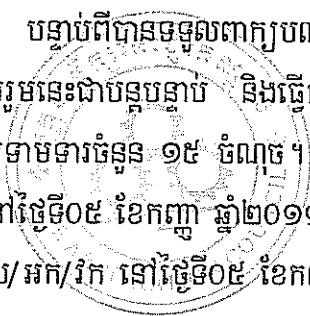 បន្ទាប់ពីបានទទួលពាក្យបណ
រួមនេះជាបន្តបន្ទាប់ និងធ្វើ
ទាមទារចំនួន ១៥ ចំណុច។
នៅថ្ងៃទី០៥ ខែកញ្ញា ឆ្នាំ២០១១
/អក/វក នៅថ្ងៃទី០៥ ខែក